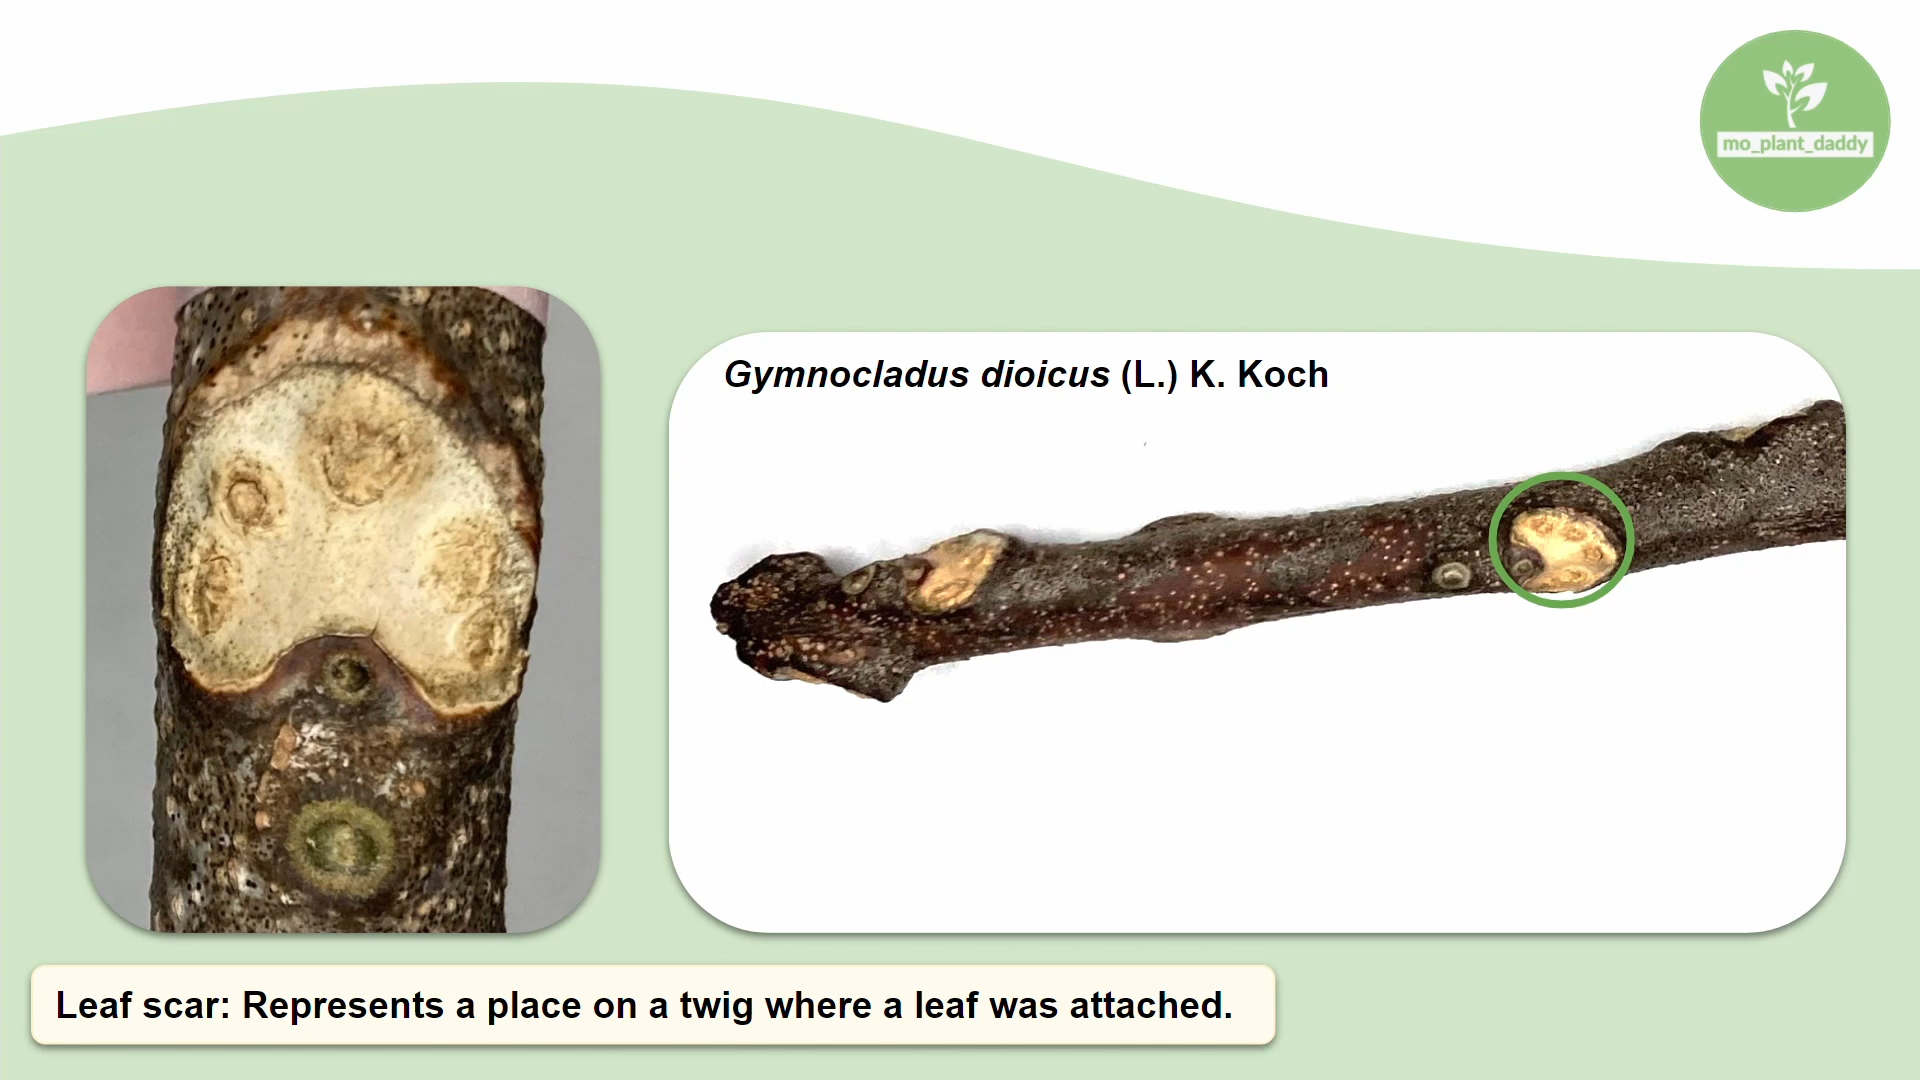 mo_plant_daddy
Gymnocladus dioicus (L.) K. Koch
Leaf scar: Represents a place on a twig where a leaf was attached.